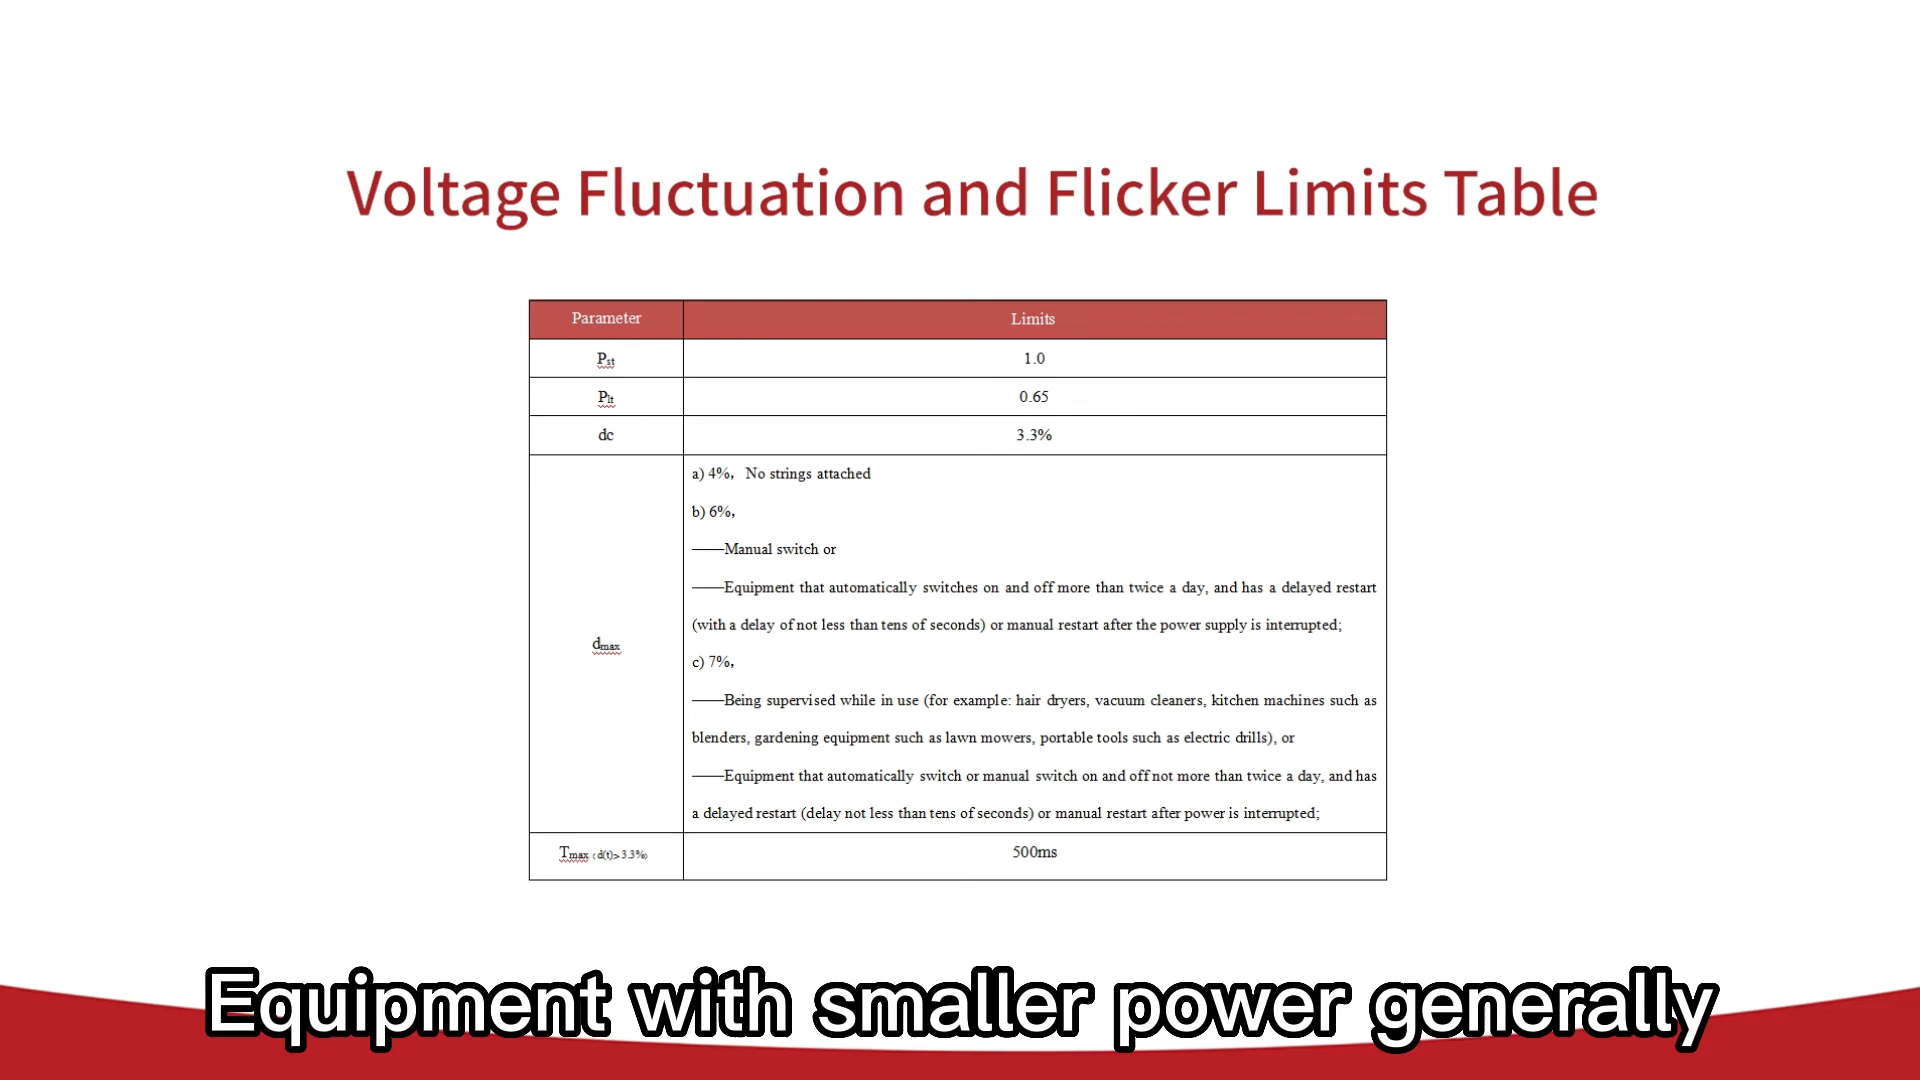 Voltage Fluctuation and Flicker Limits Table
Parameter Limits
Pst 1.0
Plt 0.65
dc 3.3%
a) 4%，No strings attached
b) 6%，
——Manual switch or
——Equipment that automatically switches on and off more than twice a day, and has a delayed restart
(with a delay of not less than tens of seconds) or manual restart after the power supply is interrupted;
dmax
c) 7%，
——Being supervised while in use (for example: hair dryers, vacuum cleaners, kitchen machines such as
blenders, gardening equipment such as lawn mowers, portable tools such as electric drills), or
——Equipment that automatically switch or manual switch on and off not more than twice a day, and has
a delayed restart (delay not less than tens of seconds) or manual restart after power is interrupted;
Tmax（d(t)>3.3%） 500ms
Equipment with smaller power generally